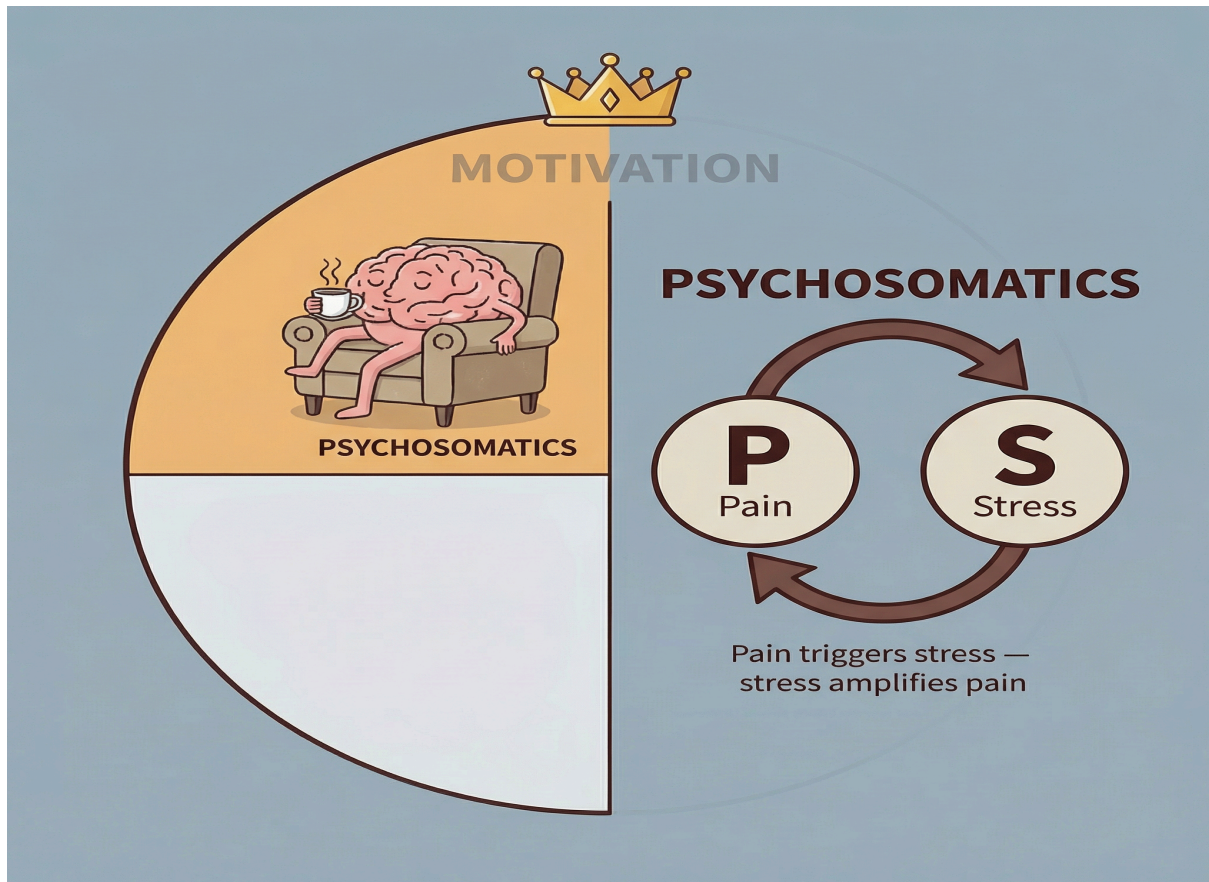 MOTIVATION
PSYCHOSOMATICS
PSYCHOSOMATICS
P
Pain
S
Stress
Pain triggers stress —
stress amplifies pain